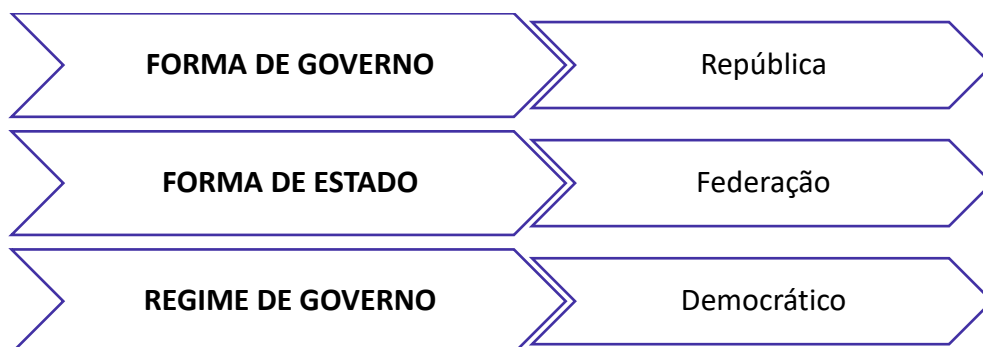 FORMA DE GOVERNO
República
FORMA DE ESTADO
Federação
REGIME DE GOVERNO
Democrático